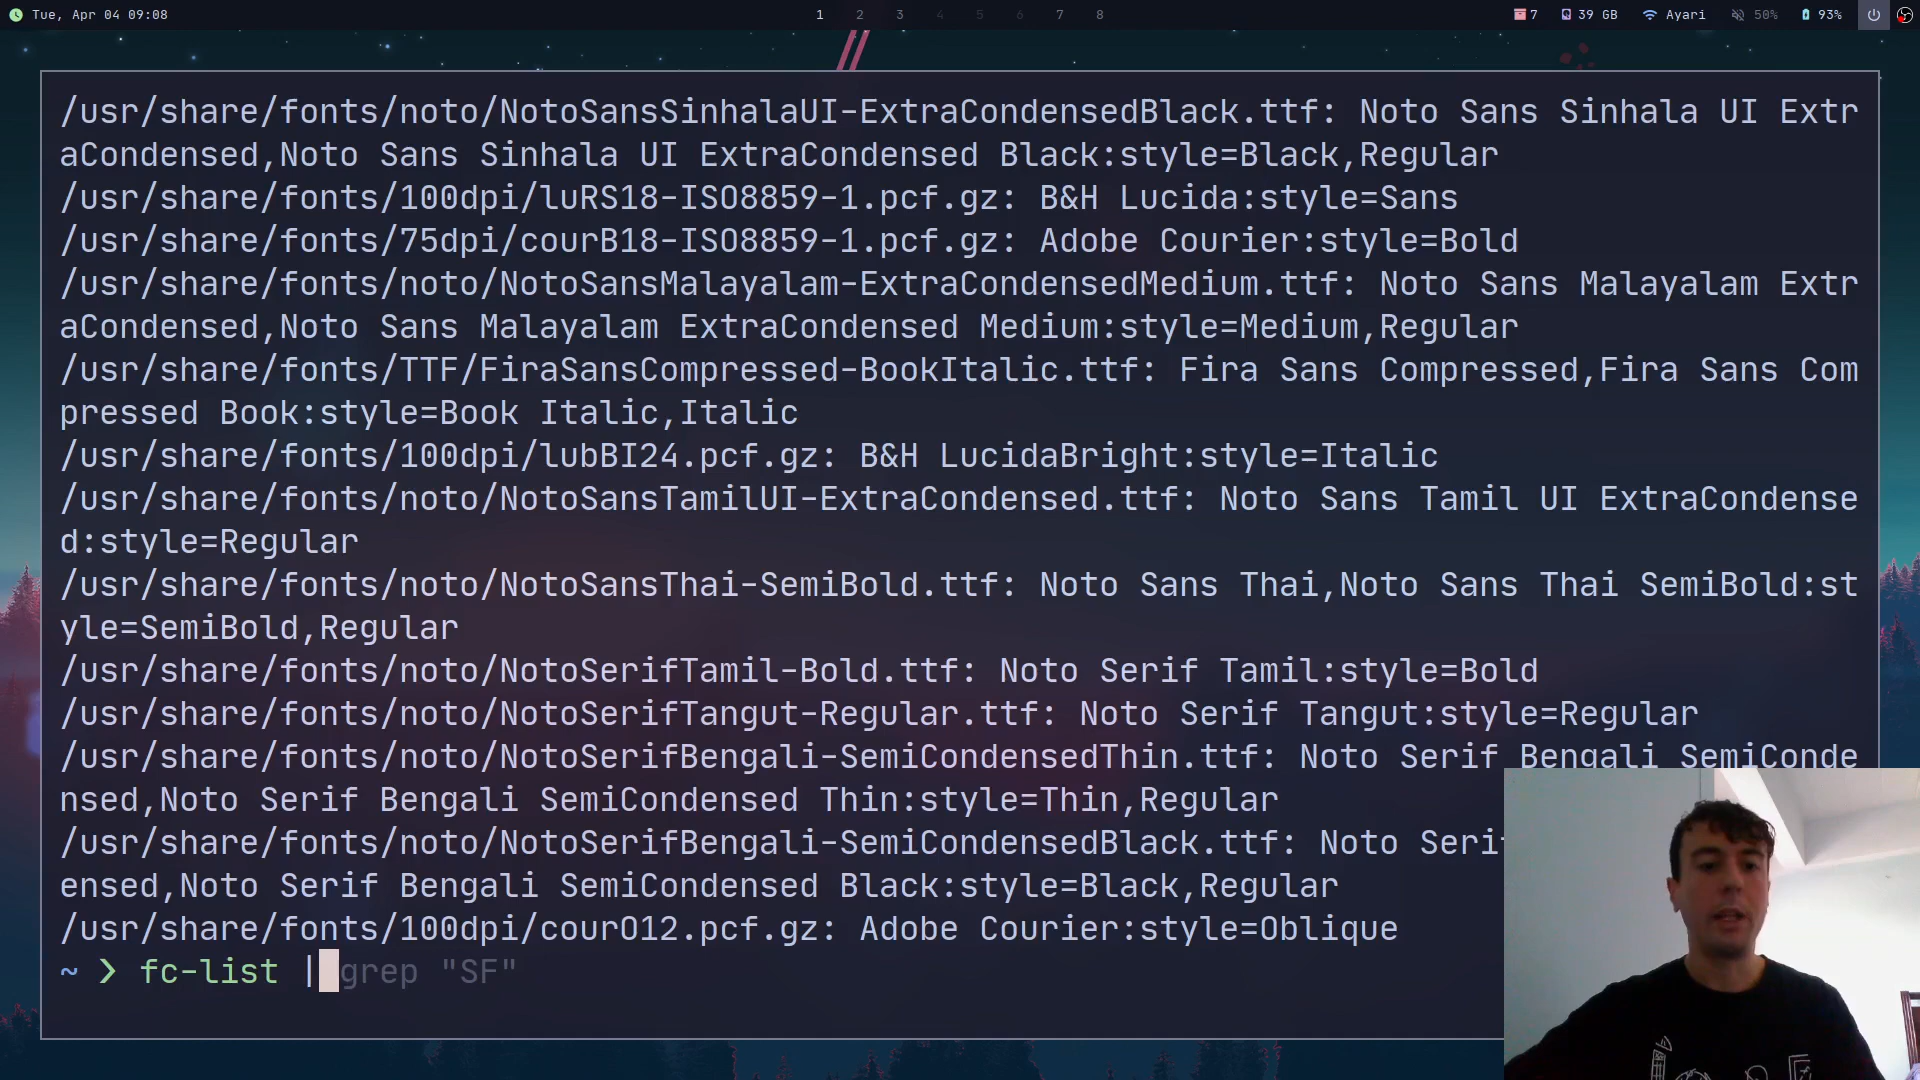 Tue, Apr 04 09:08 1 2 3 4 5 6 7 8 7 39 GB Ayari 50% 93%
/usr/share/fonts/noto/NotoSansSinhalaUI-ExtraCondensedBlack.ttf: Noto Sans Sinhala UI Extr
aCondensed,Noto Sans Sinhala UI ExtraCondensed Black:style=Black,Regular
/usr/share/fonts/100dpi/luRS18-ISO8859-1.pcf.gz: B&H Lucida:style=Sans
/usr/share/fonts/75dpi/courB18-ISO8859-1.pcf.gz: Adobe Courier:style=Bold
/usr/share/fonts/noto/NotoSansMalayalam-ExtraCondensedMedium.ttf: Noto Sans Malayalam Extr
aCondensed,Noto Sans Malayalam ExtraCondensed Medium:style=Medium,Regular
/usr/share/fonts/TTF/FiraSansCompressed-BookItalic.ttf: Fira Sans Compressed,Fira Sans Com
pressed Book:style=Book Italic,Italic
/usr/share/fonts/100dpi/lubBI24.pcf.gz: B&H LucidaBright:style=Italic
/usr/share/fonts/noto/NotoSansTamilUI-ExtraCondensed.ttf: Noto Sans Tamil UI ExtraCondense
d:style=Regular
/usr/share/fonts/noto/NotoSansThai-SemiBold.ttf: Noto Sans Thai,Noto Sans Thai SemiBold:st
yle=SemiBold,Regular
/usr/share/fonts/noto/NotoSerifTamil-Bold.ttf: Noto Serif Tamil:style=Bold
/usr/share/fonts/noto/NotoSerifTangut-Regular.ttf: Noto Serif Tangut:style=Regular
/usr/share/fonts/noto/NotoSerifBengali-SemiCondensedThin.ttf: Noto Serif Bengali SemiConde
nsed,Noto Serif Bengali SemiCondensed Thin:style=Thin,Regular
/usr/share/fonts/noto/NotoSerifBengali-SemiCondensedBlack.ttf: Noto Serif
ensed,Noto Serif Bengali SemiCondensed Black:style=Black,Regular
/usr/share/fonts/100dpi/courO12.pcf.gz: Adobe Courier:style=Oblique
~ ❯ fc-list | grep "SF"